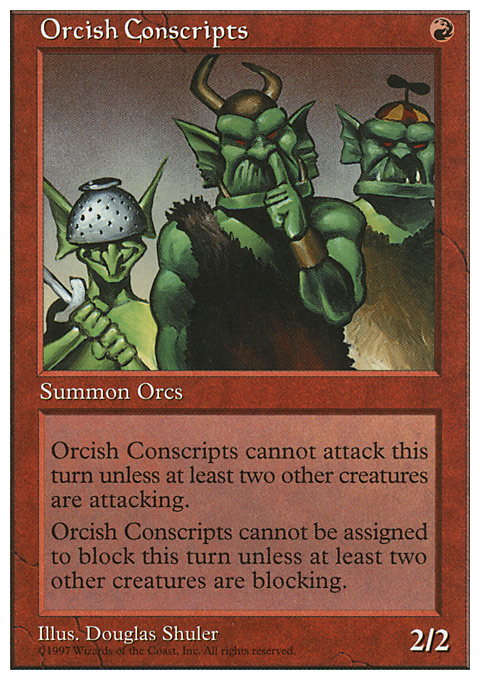 Orcish Conscripts
Summon Orcs
Orcish Conscripts cannot attack this
turn unless at least two other creatures
are attacking.
Orcish Conscripts cannot be assigned
to block this turn unless at least two
other creatures are blocking.
Illus. Douglas Shuler
©1997 Wizards of the Coast, Inc. All rights reserved.
2/2